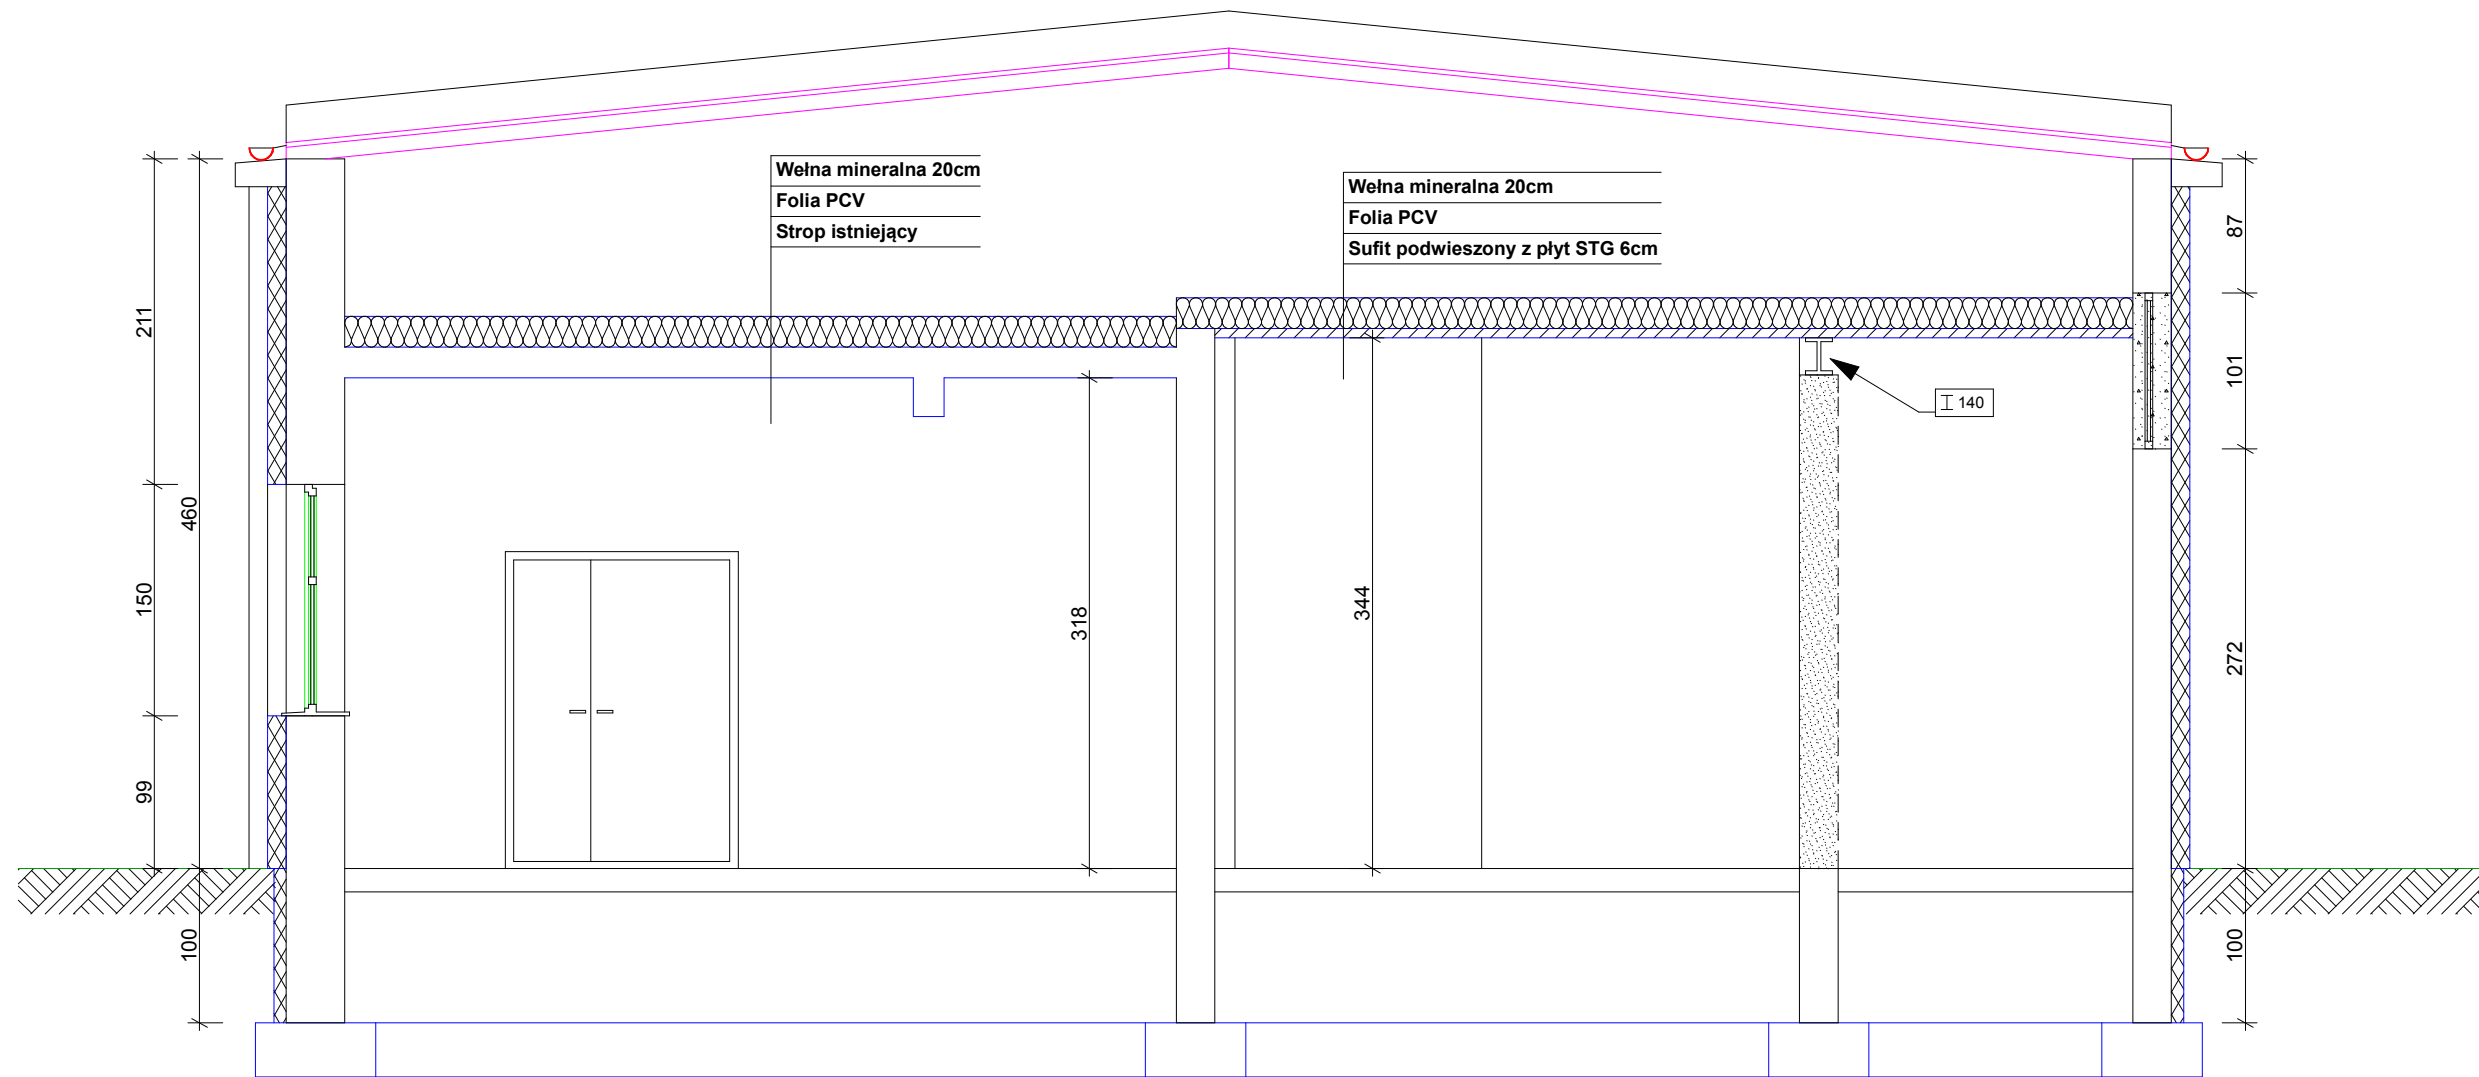 Wełna mineralna 20cm
Folia PCV
Strop istniejący
Wełna mineralna 20cm
Folia PCV
Sufit podwieszony z płyt STG 6cm
211
460
150
99
100
318
344
140
87
101
272
100